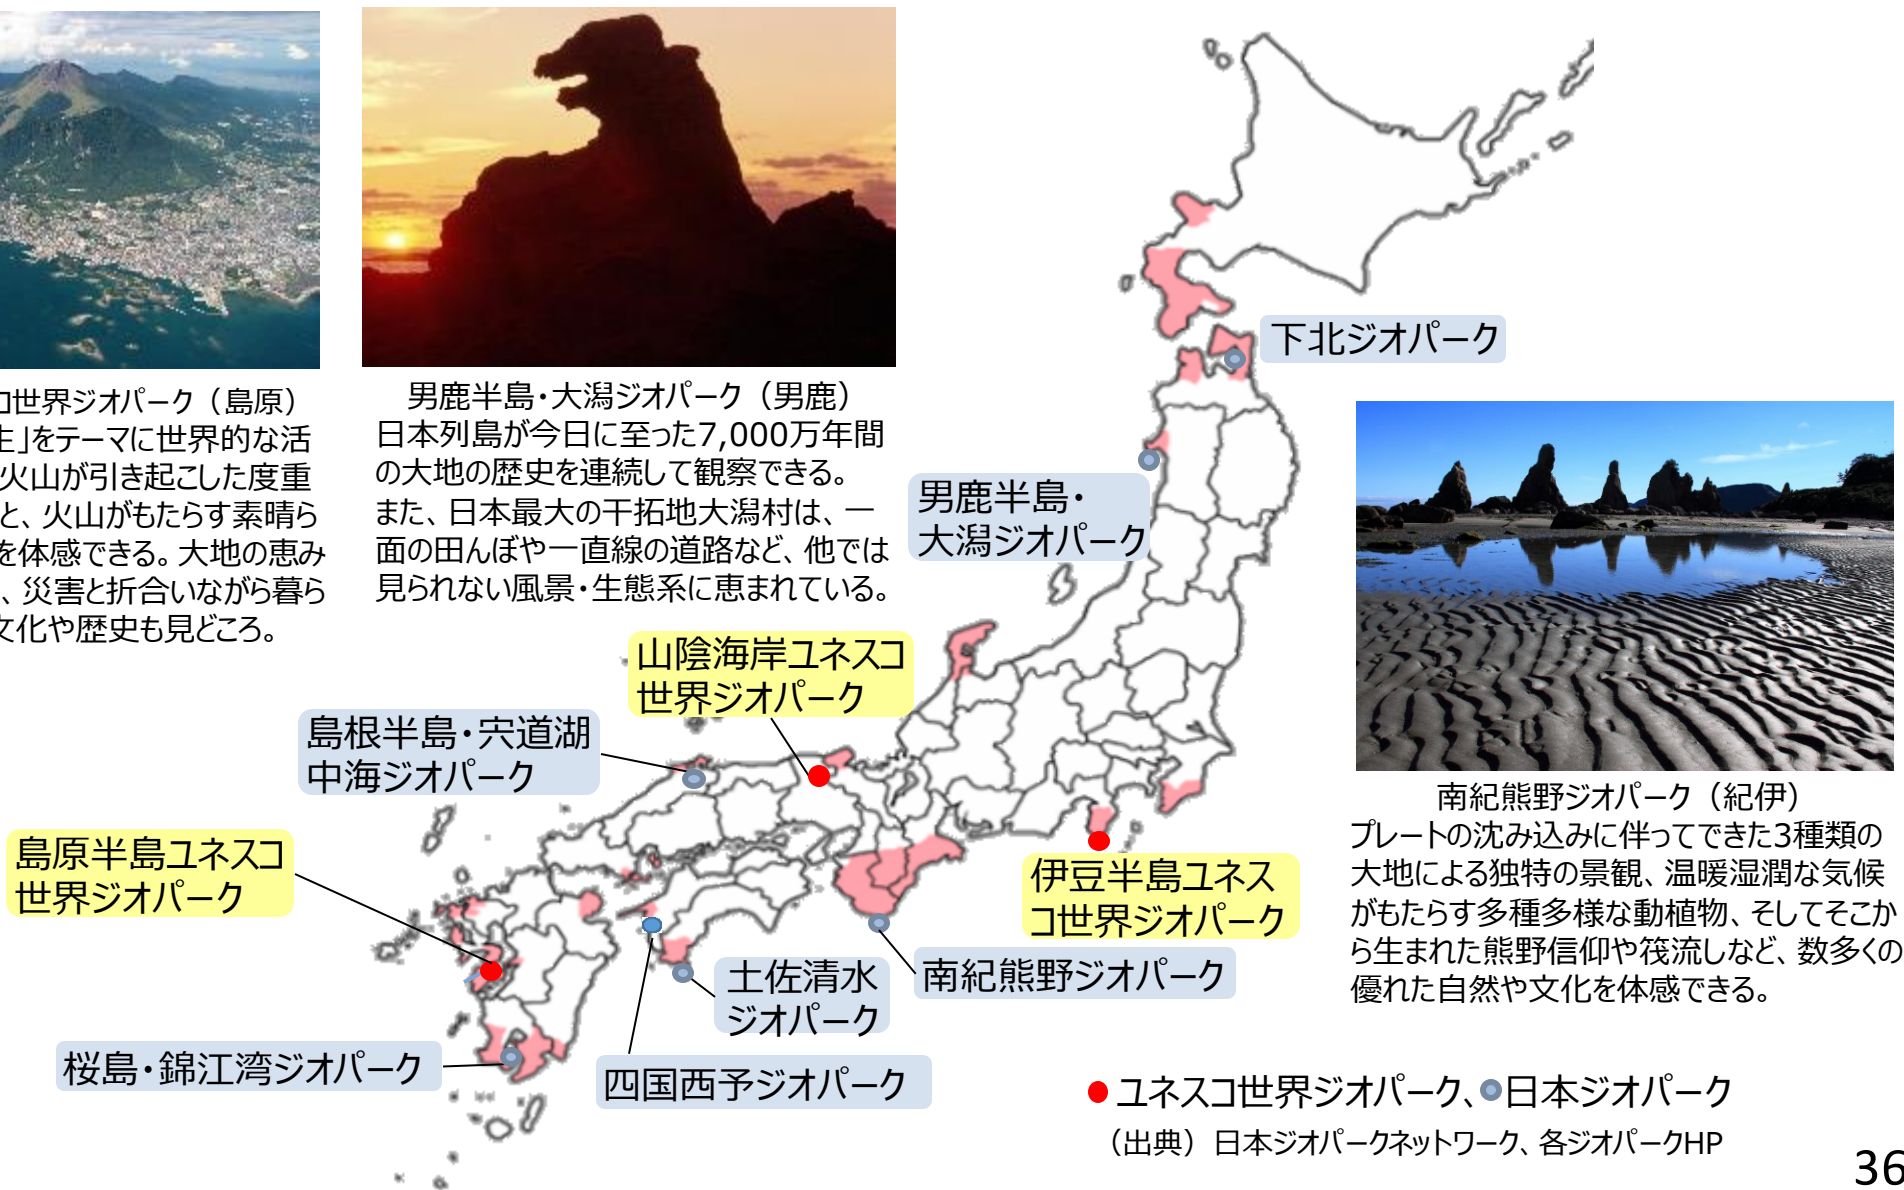 コ世界ジオパーク（島原）
生」をテーマに世界的な活
火山が引き起こした度重
と、火山がもたらす素晴ら
を体感できる。大地の恵み
、災害と折合いながら暮ら
文化や歴史も見どころ。
男鹿半島・大潟ジオパーク（男鹿）
日本列島が今日に至った7,000万年間
の大地の歴史を連続して観察できる。
また、日本最大の干拓地大潟村は、一
面の田んぼや一直線の道路など、他では
見られない風景・生態系に恵まれている。
下北ジオパーク
男鹿半島・
大潟ジオパーク
山陰海岸ユネスコ
世界ジオパーク
島根半島・宍道湖
中海ジオパーク
島原半島ユネスコ
世界ジオパーク
伊豆半島ユネス
コ世界ジオパーク
南紀熊野ジオパーク
土佐清水
ジオパーク
四国西予ジオパーク
桜島・錦江湾ジオパーク
南紀熊野ジオパーク（紀伊）
プレートの沈み込みに伴ってできた3種類の
大地による独特の景観、温暖湿潤な気候
がもたらす多種多様な動植物、そしてそこか
ら生まれた熊野信仰や筏流しなど、数多くの
優れた自然や文化を体感できる。
ユネスコ世界ジオパーク、日本ジオパーク
（出典）日本ジオパークネットワーク、各ジオパークHP
36